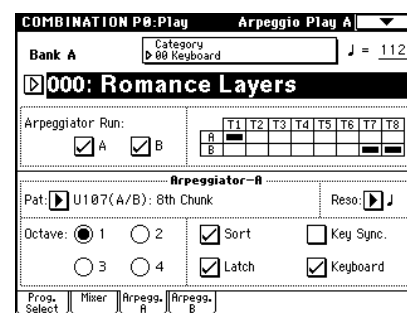 COMBINATION P0:Play Arpeggio Play A
Bank A
Category
00 Keyboard
♩ = 112
000: Romance Layers
Arpeggiator Run:
A B
T1 T2 T3 T4 T5 T6 T7 T8
A
B
Arpeggiator-A
Pat: U107(A/B): 8th Chunk Reso: ♩
Octave: 1 2 Sort Key Sync.
3 4 Latch Keyboard
Prog. Select Mixer Arpegg. A Arpegg. B